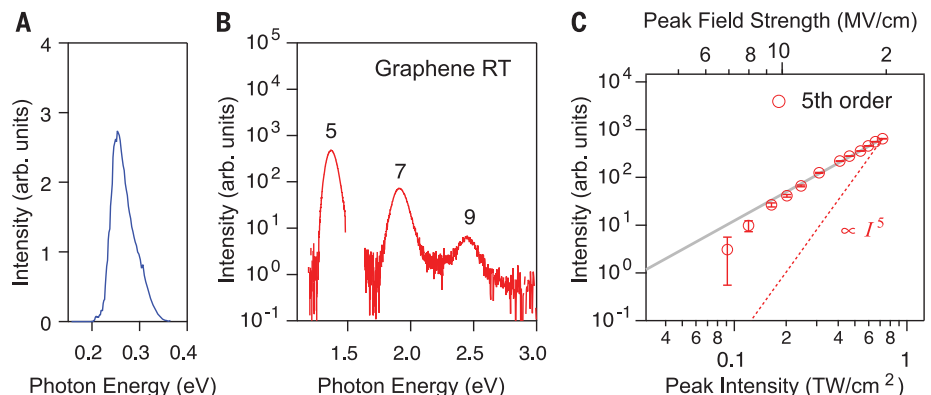 A
4
3
2
1
0
Intensity (arb. units)
0.2 0.3 0.4
Photon Energy (eV)
B
10^5
10^4
10^3
10^2
10^1
10^0
10^-1
Intensity (arb. units)
Graphene RT
5
7
9
1.5 2.0 2.5 3.0
Photon Energy (eV)
C
Peak Field Strength (MV/cm)
6 8 10 2
10^4
10^3
10^2
10^1
10^0
10^-1
Intensity (arb. units)
5th order
∝ I^5
4 6 8 0.1 2 4 6 8 1
Peak Intensity (TW/cm^2)